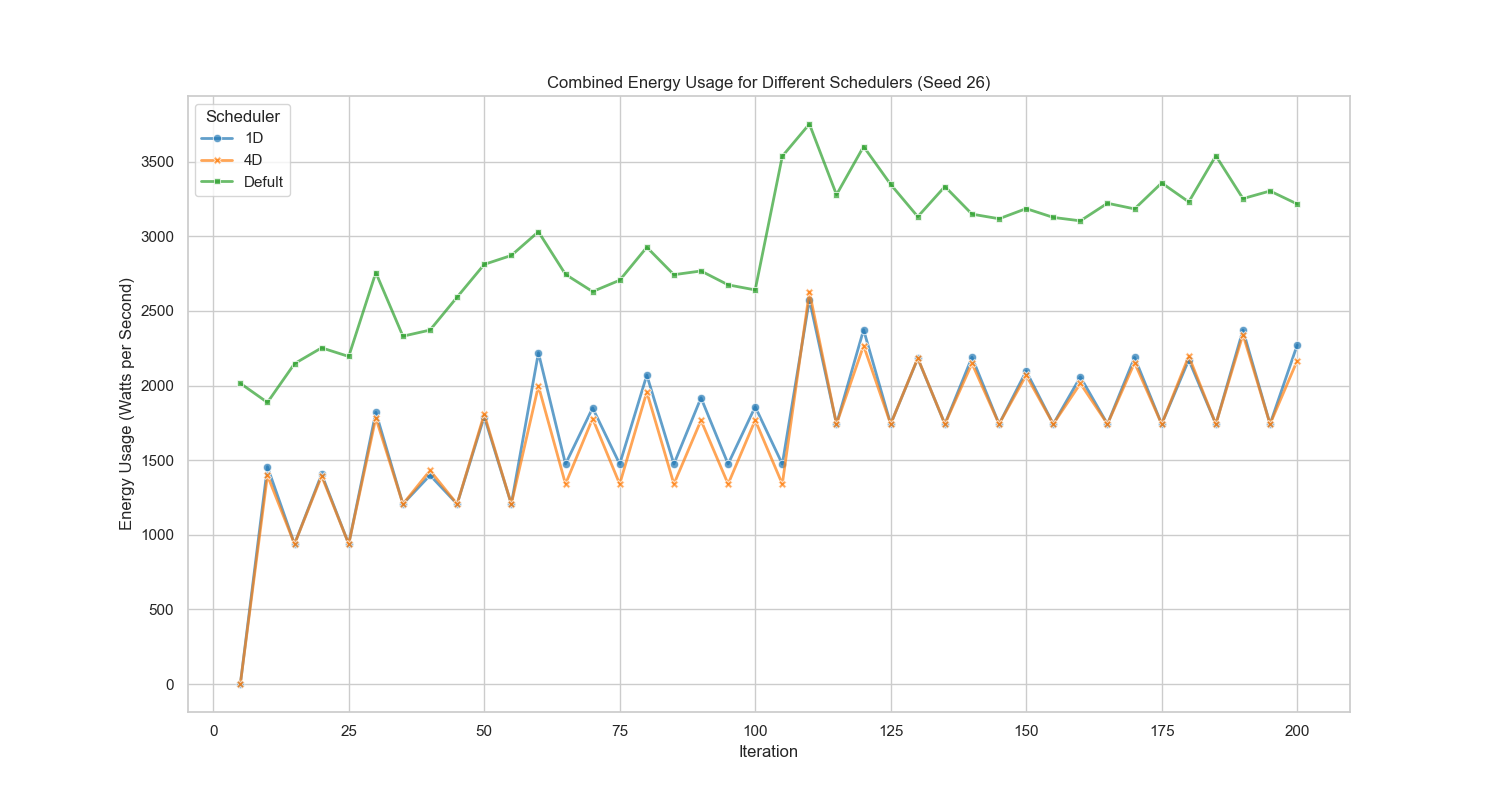 Combined Energy Usage for Different Schedulers (Seed 26)
Scheduler
1D
4D
Defult
Energy Usage (Watts per Second)
3500
3000
2500
2000
1500
1000
500
0
0 25 50 75 100 125 150 175 200
Iteration